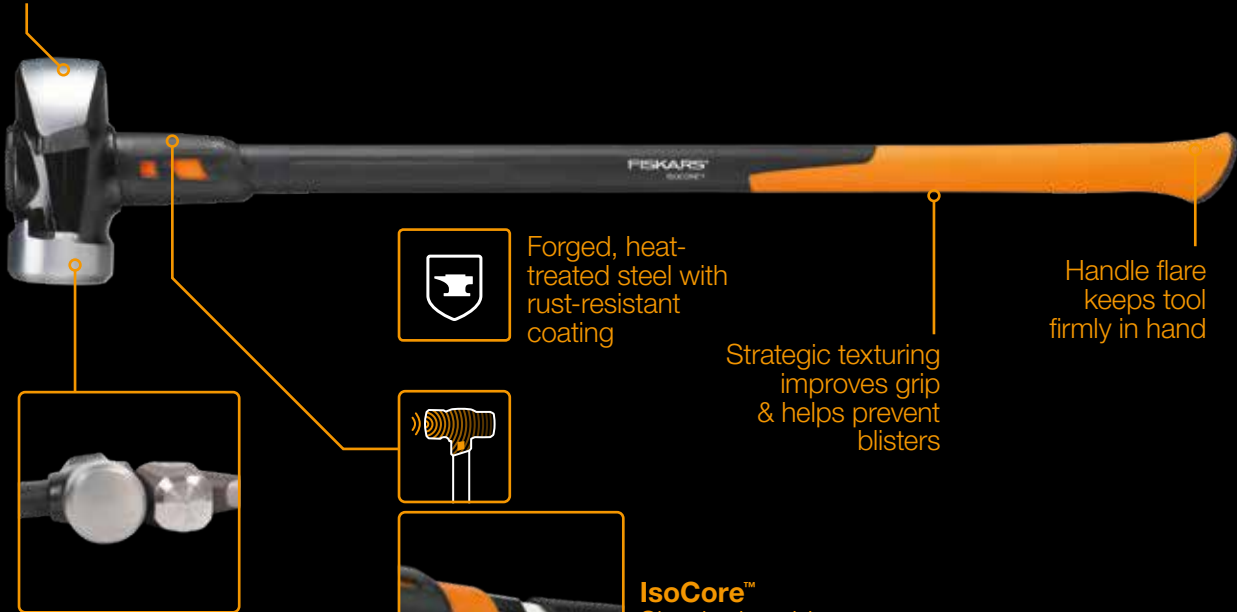 FISKARS®
ISOCORE™
Forged, heat-
treated steel with
rust-resistant
coating
Handle flare
keeps tool
firmly in hand
Strategic texturing
improves grip
& helps prevent
blisters
IsoCore™